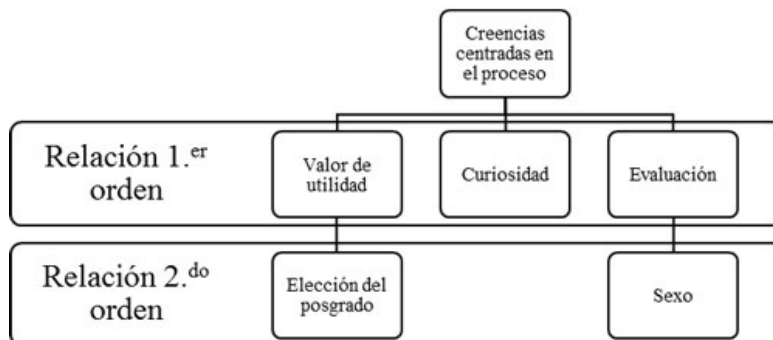 Creencias
centradas en
el proceso
Relación 1.er
orden
Valor de
utilidad
Curiosidad
Evaluación
Relación 2.do
orden
Elección del
posgrado
Sexo